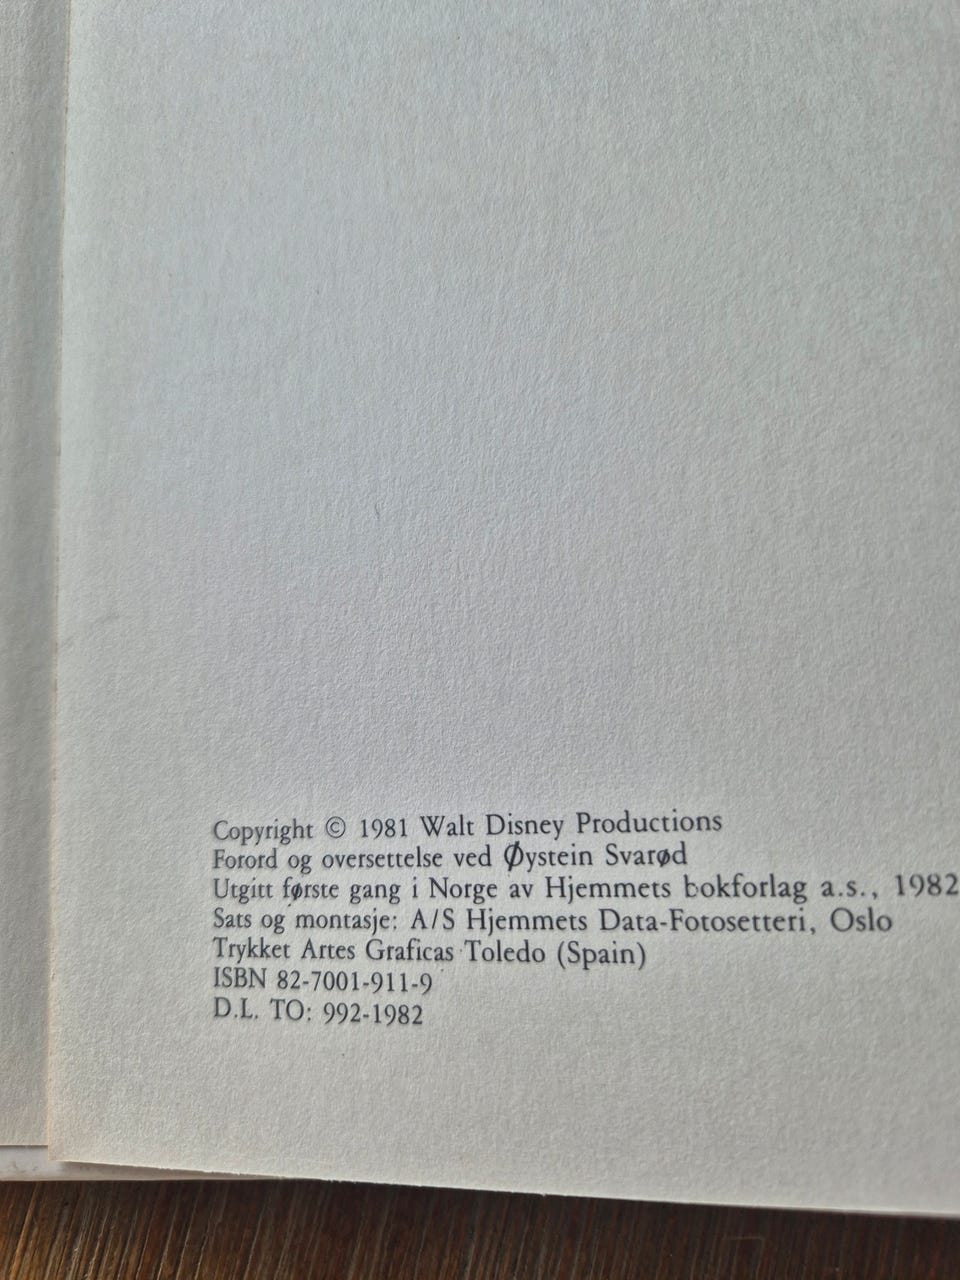 Copyright © 1981 Walt Disney Productions
Forord og oversettelse ved Øystein Svarød
Utgitt første gang i Norge av Hjemmets bokforlag a.s., 1982
Sats og montasje: A/S Hjemmets Data-Fotosetteri, Oslo
Trykket Artes Graficas Toledo (Spain)
ISBN 82-7001-911-9
D.L. TO: 992-1982